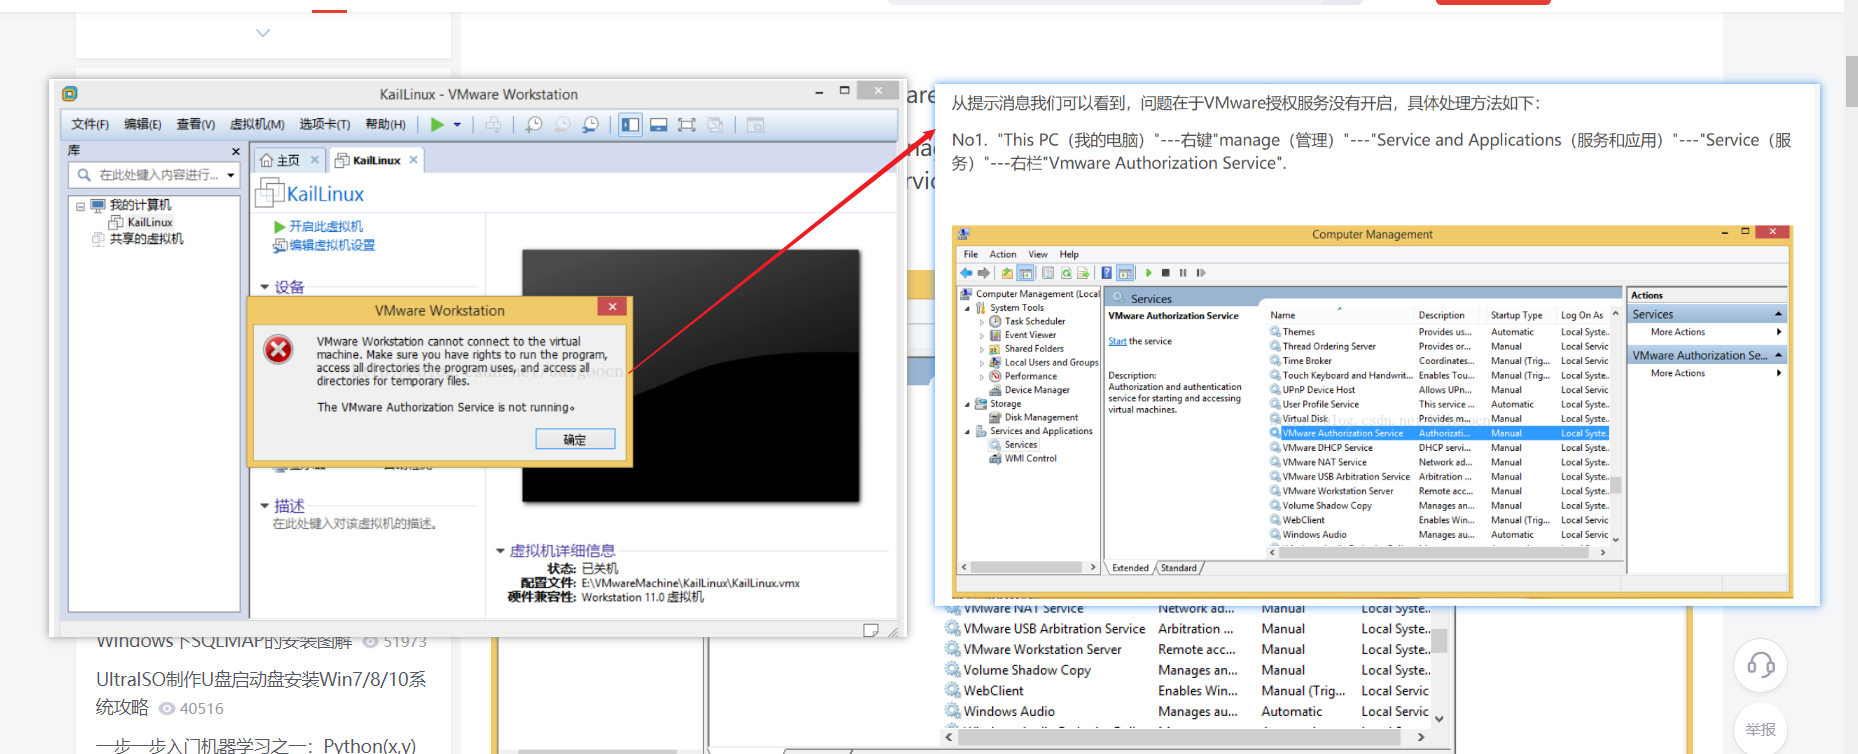 KailLinux - VMware Workstation
文件(F) 编辑(E) 查看(V) 虚拟机(M) 选项卡(T) 帮助(H)
库
在此处键入内容进行...
我的计算机
KailLinux
共享的虚拟机
主页
KailLinux
KailLinux
开启此虚拟机
编辑虚拟机设置
设备
VMware Workstation
VMware Workstation cannot connect to the virtual
machine. Make sure you have rights to run the program,
access all directories the program uses, and access all
directories for temporary files.
The VMware Authorization Service is not running。
确定
描述
在此处键入对该虚拟机的描述。
虚拟机详细信息
状态: 已关机
配置文件: E:\VMwareMachine\KailLinux\KailLinux.vmx
硬件兼容性: Workstation 11.0 虚拟机
从提示消息我们可以看到，问题在于VMware授权服务没有开启，具体处理方法如下：
No1. "This PC（我的电脑）"---右键"manage（管理）"---"Service and Applications（服务和应用）"---"Service（服
务）"---右栏"Vmware Authorization Service".
Computer Management
File Action View Help
Computer Management (Local
System Tools
Task Scheduler
Event Viewer
Shared Folders
Local Users and Groups
Performance
Device Manager
Storage
Disk Management
Services and Applications
Services
WMI Control
Services
VMware Authorization Service
Start the service
Description:
Authorization and authentication
service for starting and accessing
virtual machines.
Name Description Startup Type Log On As
Themes Provides us... Automatic Local Syste...
Thread Ordering Server Provides or... Manual Local Servic
Time Broker Coordinates... Manual (Trig... Local Servic
Touch Keyboard and Handwrit... Enables Tou... Manual (Trig... Local Syste...
UPnP Device Host Allows UPn... Manual Local Servic
User Profile Service This service ... Automatic Local Syste...
Virtual Disk Provides m... Manual Local Syste...
VMware Authorization Service Authorizati... Manual Local Syste...
VMware DHCP Service DHCP servi... Manual Local Syste...
VMware NAT Service Network ad... Manual Local Syste...
VMware USB Arbitration Service Arbitration ... Manual Local Syste...
VMware Workstation Server Remote acc... Manual Local Syste...
Volume Shadow Copy Manages an... Manual Local Syste...
WebClient Enables Win... Manual (Trig... Local Servic
Windows Audio Manages au... Automatic Local Servic
Extended Standard
Actions
Services
More Actions
VMware Authorization Se...
More Actions
VMware NAT Service Network ad... Manual Local Syste...
VMware USB Arbitration Service Arbitration ... Manual Local Syste...
VMware Workstation Server Remote acc... Manual Local Syste...
Volume Shadow Copy Manages an... Manual Local Syste...
WebClient Enables Win... Manual (Trig... Local Servic
Windows Audio Manages au... Automatic Local Servic
Windows下SQLMAP的安装图解 51973
UltraISO制作U盘启动盘安装Win7/8/10系
统攻略 40516
一步一步入门机器学习之一：Python(x,y)
举报